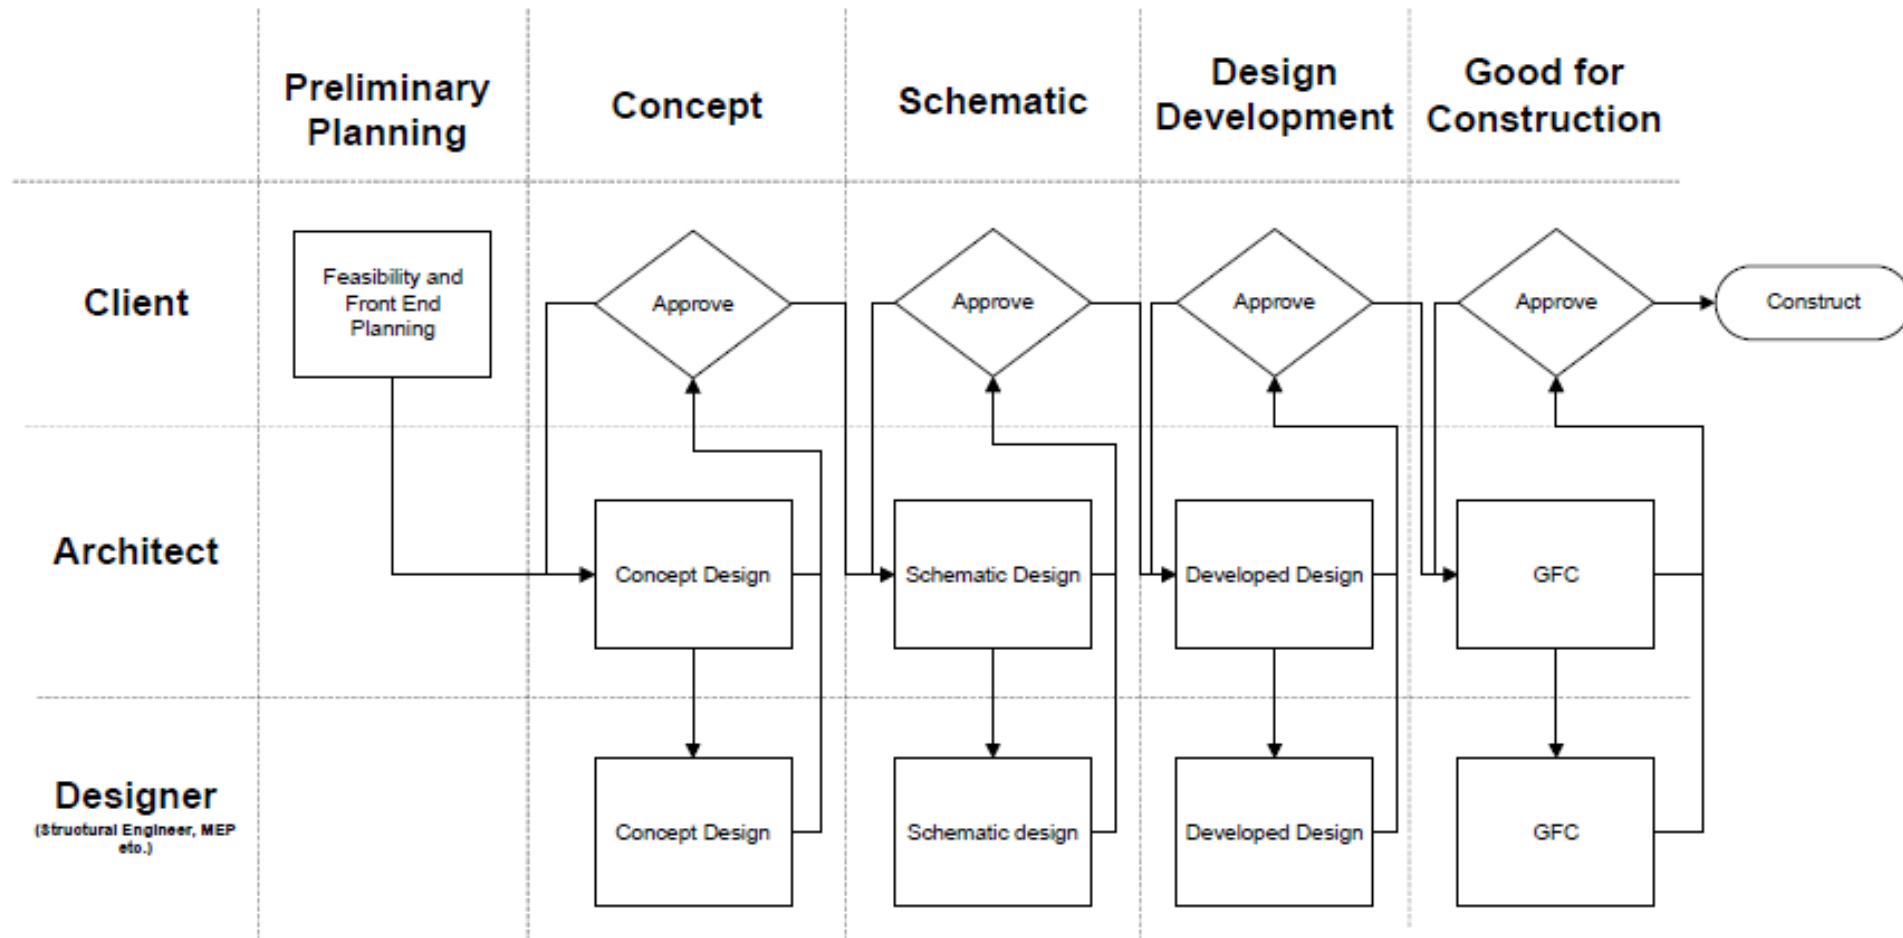 Preliminary
Planning
Concept
Schematic
Design
Development
Good for
Construction
Client
Feasibility and
Front End
Planning
Approve
Approve
Approve
Approve
Construct
Architect
Concept Design
Schematic Design
Developed Design
GFC
Designer
(Structural Engineer, MEP
etc.)
Concept Design
Schematic design
Developed Design
GFC